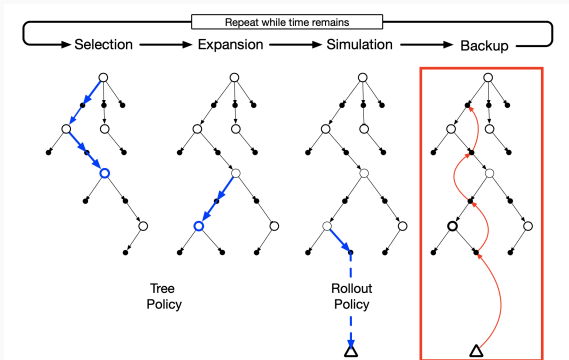 Repeat while time remains
Selection
Expansion
Simulation
Backup
Tree
Policy
Rollout
Policy